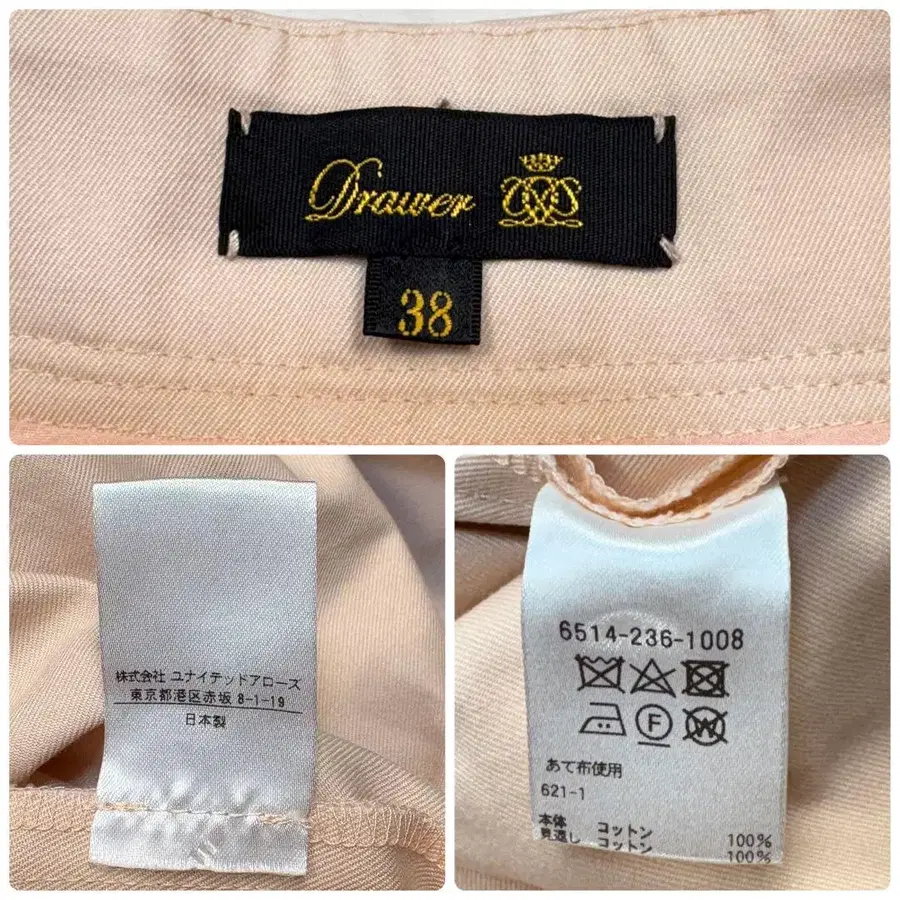 Drawer
38
株式会社 ユナイテッドアローズ
東京都港区赤坂 8-1-19
日本製
6514-236-1008
F
W
あて布使用
621-1
本体 コットン 100%
見返し コットン 100%